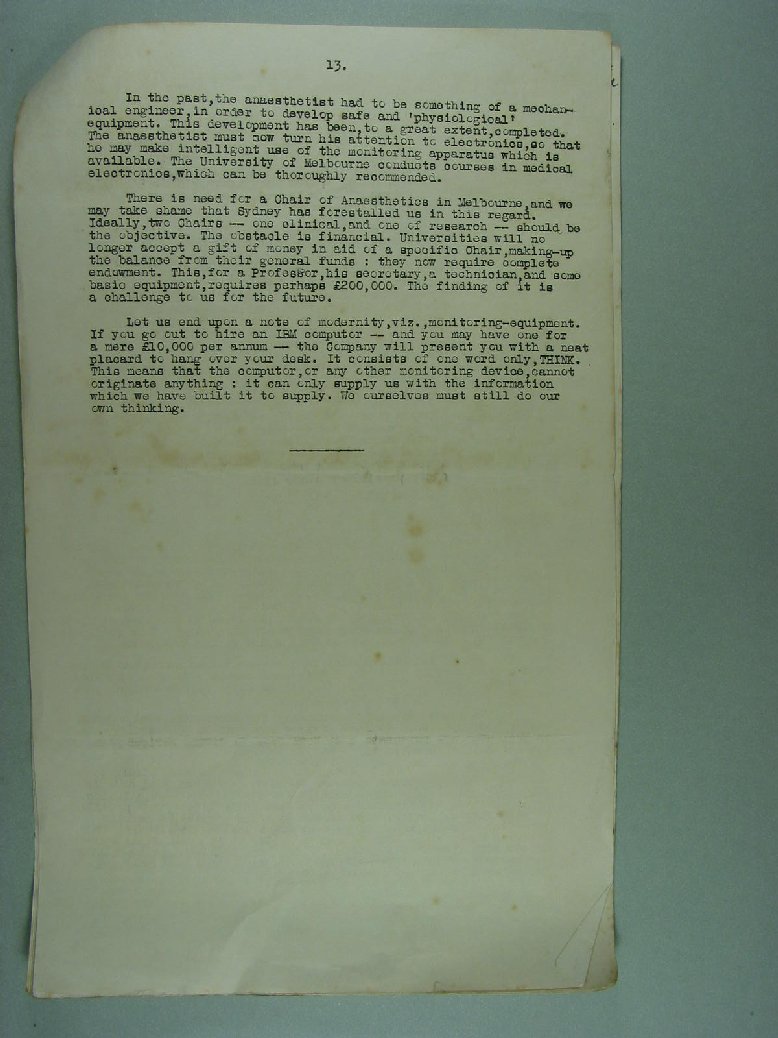 13.
In the past,the anaesthetist had to be something of a mechan-
ical engineer,in order to develop safe and 'physiological'
equipment. This development has been,to a great extent,completed.
The anaesthetist must now turn his attention to electronics,so that
he may make intelligent use of the monitoring apparatus which is
available. The University of Melbourne conducts courses in medical
electronics,which can be thoroughly recommended.
There is need for a Chair of Anaesthetics in Melbourne,and we
may take shame that Sydney has forestalled us in this regard.
Ideally,two Chairs -- one clinical,and one of research -- should be
the objective. The obstacle is financial. Universities will no
longer accept a gift of money in aid of a specific Chair,making-up
the balance from their general funds : they now require complete
endowment. This,for a Professor,his secretary,a technician,and some
basic equipment,requires perhaps £200,000. The finding of it is
a challenge to us for the future.
Let us end upon a note of modernity,viz.,monitoring-equipment.
If you go out to hire an IBM computor -- and you may have one for
a mere £10,000 per annum -- the Company will present you with a neat
placard to hang over your desk. It consists of one word only,THINK.
This means that the computor,or any other monitoring device,cannot
originate anything : it can only supply us with the information
which we have built it to supply. We ourselves must still do our
own thinking.